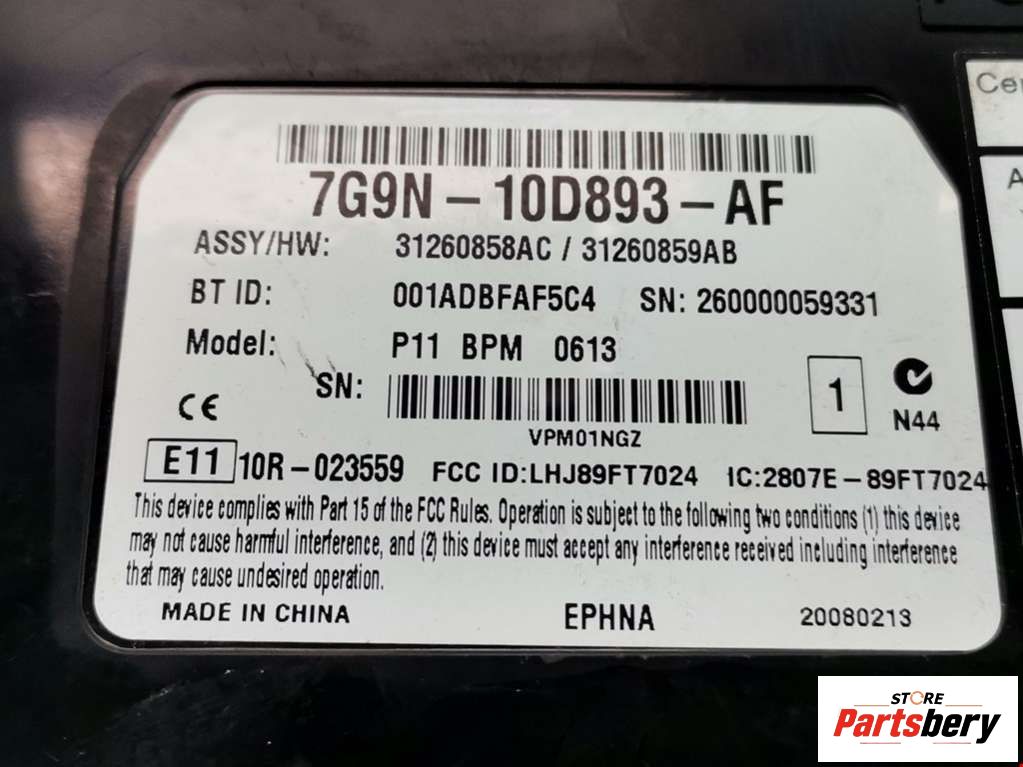 7G9N - 10D893 - AF
ASSY/HW: 31260858AC / 31260859AB
BT ID: 001ADBFAF5C4 SN: 260000059331
Model: P11 BPM 0613
SN:
1
VPM01NGZ
N44
CE
E11 10R-023559 FCC ID:LHJ89FT7024 IC:2807E-89FT7024
This device complies with Part 15 of the FCC Rules. Operation is subject to the following two conditions (1) this device
may not cause harmful interference, and (2) this device must accept any interference received including interference
that may cause undesired operation.
MADE IN CHINA EPHNA 20080213
Cer
A
STORE
Partsbery